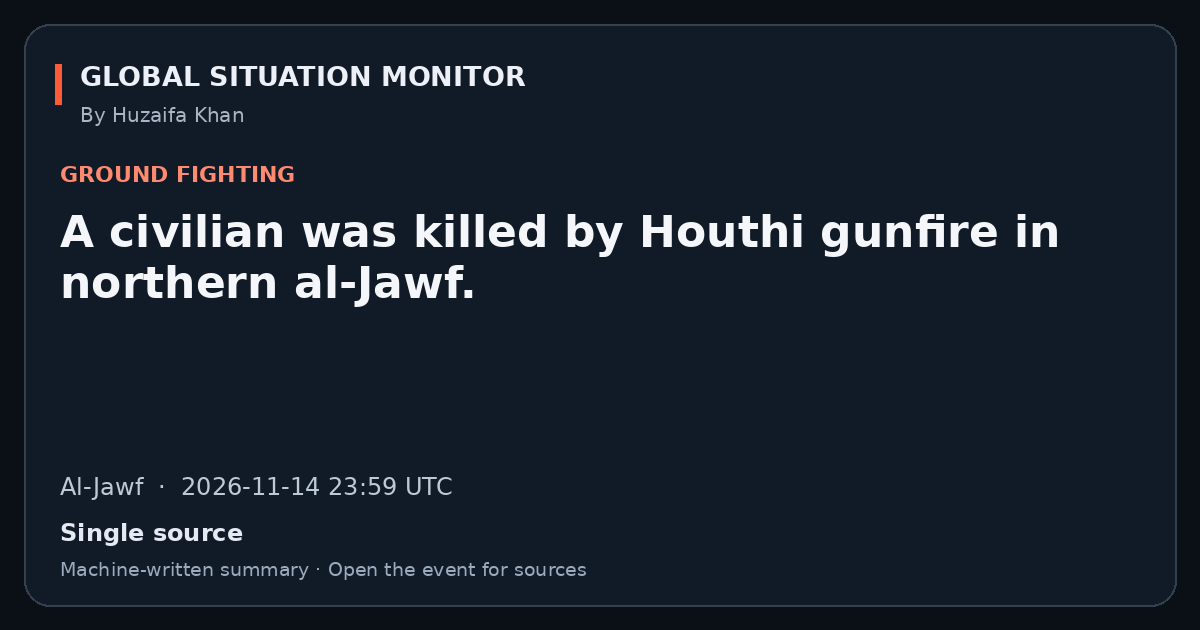 GLOBAL SITUATION MONITOR
By Huzaifa Khan
GROUND FIGHTING
A civilian was killed by Houthi gunfire in
northern al-Jawf.
Al-Jawf · 2026-11-14 23:59 UTC
Single source
Machine-written summary · Open the event for sources